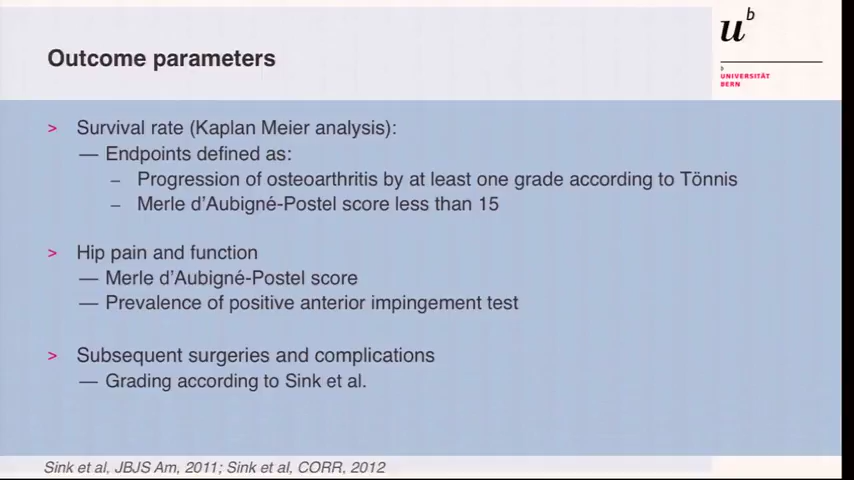 Outcome parameters
u b
b
UNIVERSITÄT
BERN
> Survival rate (Kaplan Meier analysis):
— Endpoints defined as:
– Progression of osteoarthritis by at least one grade according to Tönnis
– Merle d'Aubigné-Postel score less than 15
> Hip pain and function
— Merle d'Aubigné-Postel score
— Prevalence of positive anterior impingement test
> Subsequent surgeries and complications
— Grading according to Sink et al.
Sink et al, JBJS Am, 2011; Sink et al, CORR, 2012